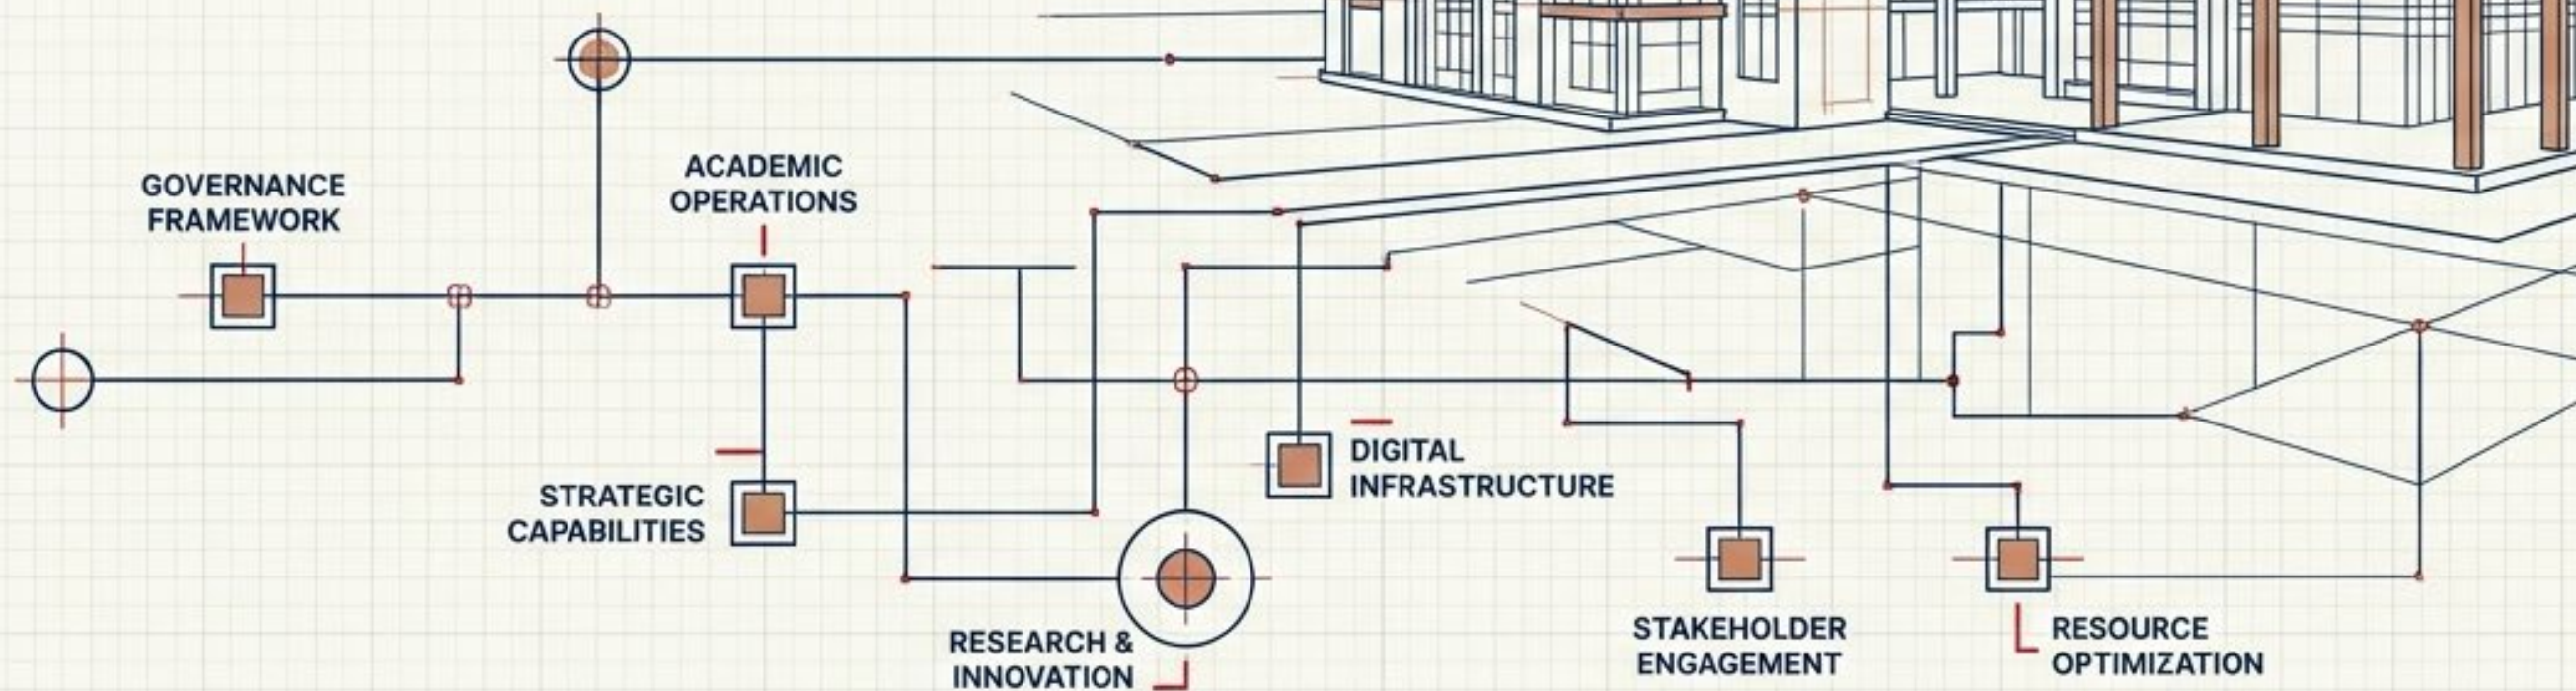 GOVERNANCE
FRAMEWORK
ACADEMIC
OPERATIONS
STRATEGIC
CAPABILITIES
RESEARCH &
INNOVATION
DIGITAL
INFRASTRUCTURE
STAKEHOLDER
ENGAGEMENT
RESOURCE
OPTIMIZATION